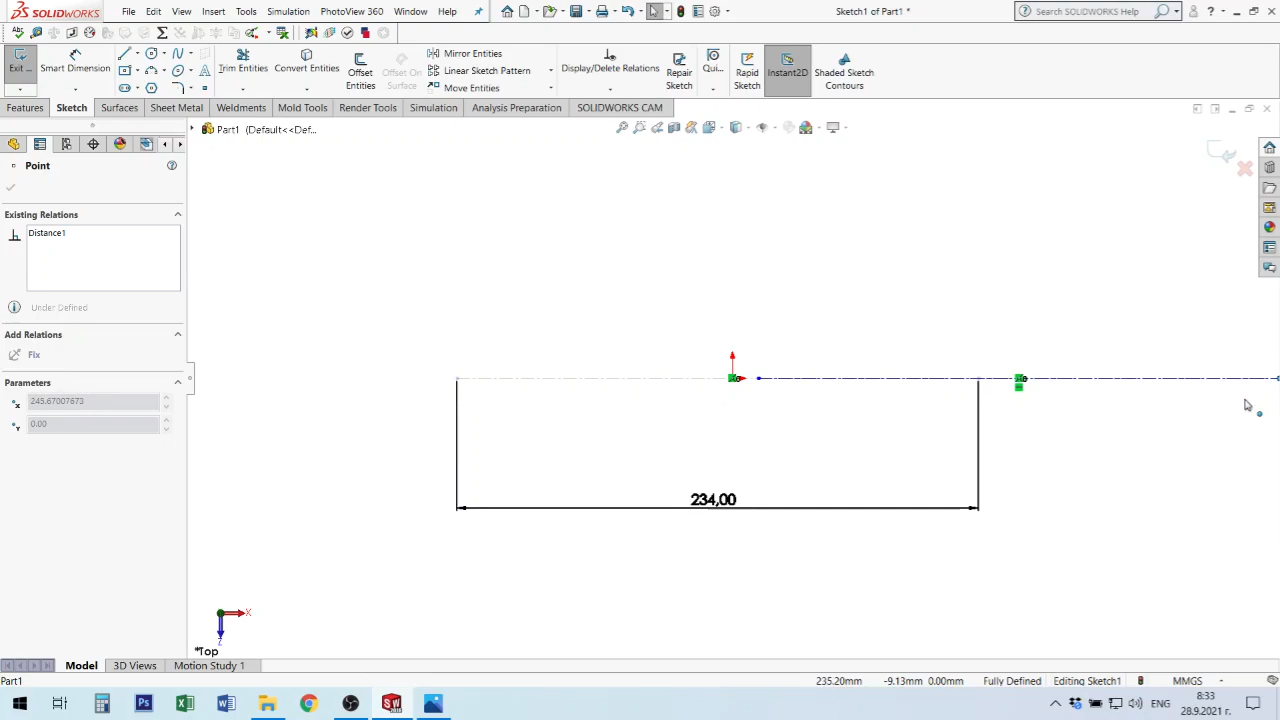 SOLIDWORKS File Edit View Insert Tools Simulation PhotoView 360 Window Help Sketch1 of Part1 * Search SOLIDWORKS Help
Exit ... Smart Dimension Trim Entities Convert Entities Offset Entities Offset On Surface Mirror Entities Linear Sketch Pattern Move Entities Display/Delete Relations Repair Sketch Qui... Rapid Sketch Instant2D Shaded Sketch Contours
Features Sketch Surfaces Sheet Metal Weldments Mold Tools Render Tools Simulation Analysis Preparation SOLIDWORKS CAM
Part1 (Default<<Def...
Point
Existing Relations
Distance1
Under Defined
Add Relations
Fix
Parameters
245.67007673
0.00
234,00
X
Z
*Top
Model 3D Views Motion Study 1
Part1 235.20mm -9.13mm 0.00mm Fully Defined Editing Sketch1 MMGS
ENG 8:33
28.9.2021 г.